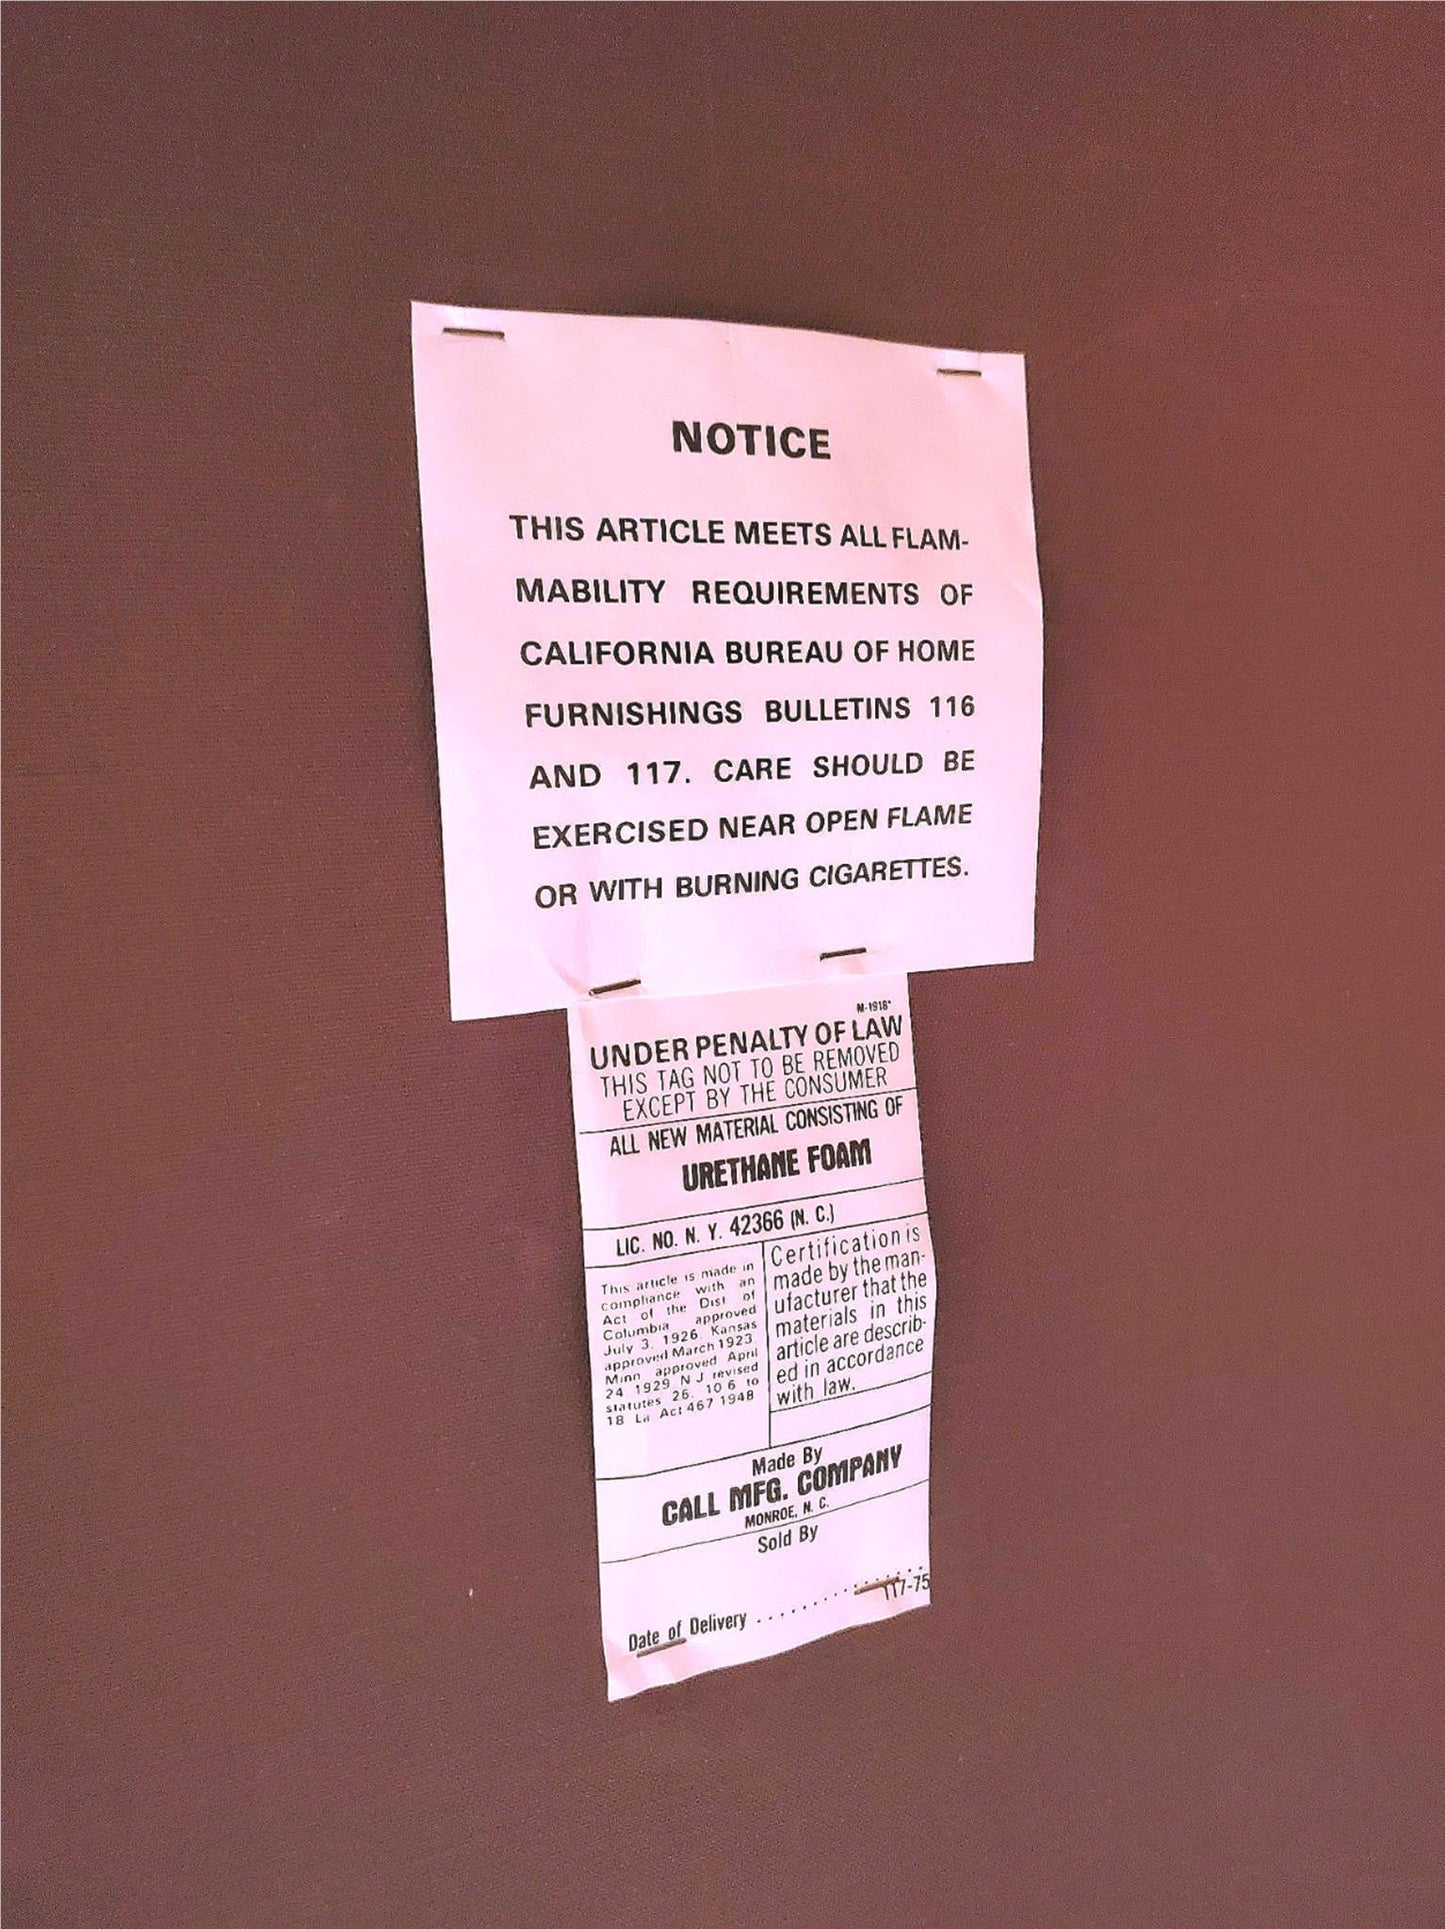 NOTICE
THIS ARTICLE MEETS ALL FLAM-
MABILITY REQUIREMENTS OF
CALIFORNIA BUREAU OF HOME
FURNISHINGS BULLETINS 116
AND 117. CARE SHOULD BE
EXERCISED NEAR OPEN FLAME
OR WITH BURNING CIGARETTES.
M-1918*
UNDER PENALTY OF LAW
THIS TAG NOT TO BE REMOVED
EXCEPT BY THE CONSUMER
ALL NEW MATERIAL CONSISTING OF
URETHANE FOAM
LIC. NO. N. Y. 42366 (N. C.)
This article is made in
compliance with an
Act of the Dist of
Columbia approved
July 3, 1926, Kansas
approved March 1923,
Minn approved April
24 1929 N J revised
statutes 26, 10 6 to
18 La Act 467 1948
Certification is
made by the man-
ufacturer that the
materials in this
article are describ-
ed in accordance
with law.
Made By
CALL MFG. COMPANY
MONROE, N. C.
Sold By
117-75
Date of Delivery . . . . . . . . . . . . . . . .